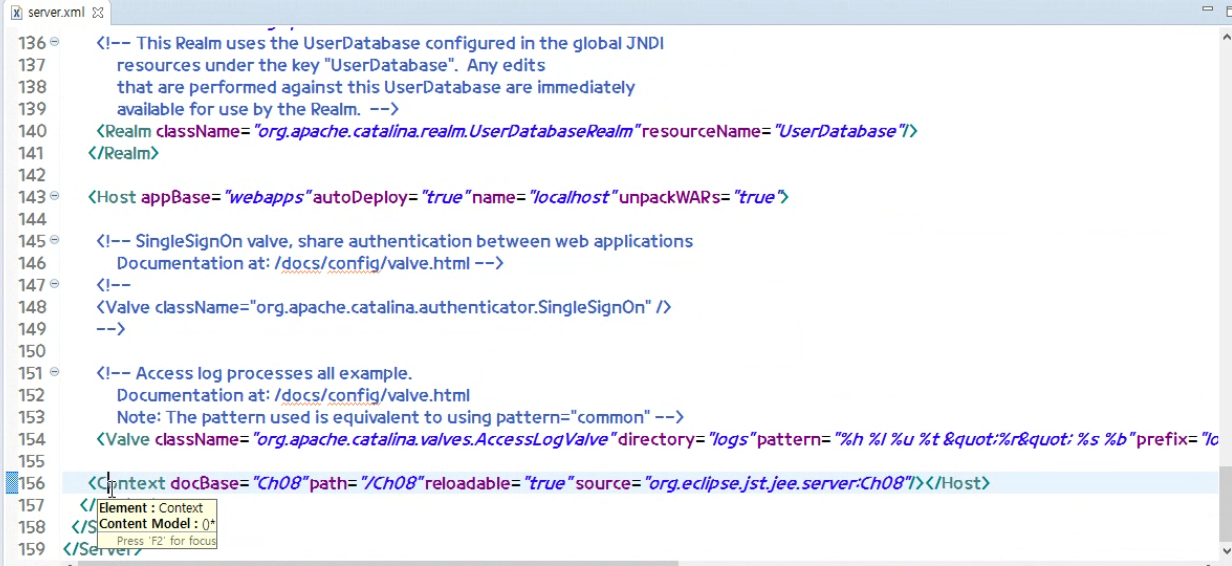 server.xml
136 <!-- This Realm uses the UserDatabase configured in the global JNDI
137 resources under the key "UserDatabase". Any edits
138 that are performed against this UserDatabase are immediately
139 available for use by the Realm. -->
140 <Realm className="org.apache.catalina.realm.UserDatabaseRealm"resourceName="UserDatabase"/>
141 </Realm>
142
143 <Host appBase="webapps"autoDeploy="true"name="localhost"unpackWARs="true">
144
145 <!-- SingleSignOn valve, share authentication between web applications
146 Documentation at: /docs/config/valve.html -->
147 <!--
148 <Valve className="org.apache.catalina.authenticator.SingleSignOn" />
149 -->
150
151 <!-- Access log processes all example.
152 Documentation at: /docs/config/valve.html
153 Note: The pattern used is equivalent to using pattern="common" -->
154 <Valve className="org.apache.catalina.valves.AccessLogValve"directory="logs"pattern="%h %l %u %t &quot;%r&quot; %s %b"prefix="lo
155
156 <Context docBase="Ch08"path="/Ch08"reloadable="true"source="org.eclipse.jst.jee.server:Ch08"/></Host>
157 </
Element : Context
158 </S
Content Model : ()*
Press 'F2' for focus
159 </Server>